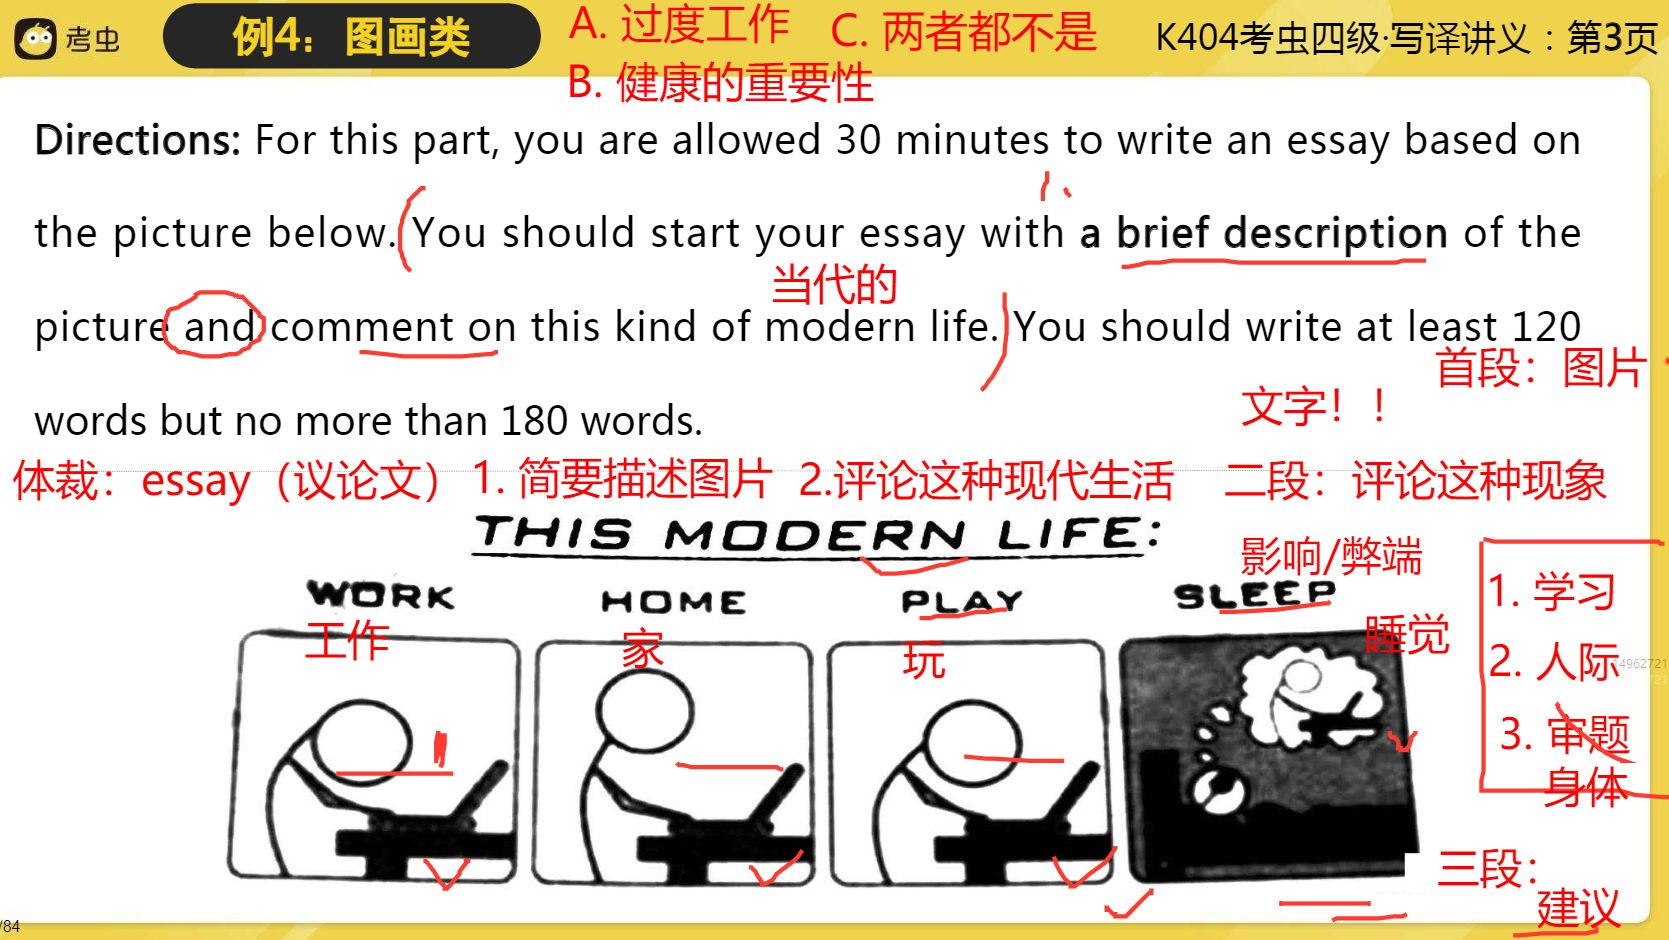 考虫
例4：图画类
A. 过度工作
C. 两者都不是
B. 健康的重要性
K404考虫四级·写译讲义：第3页
Directions: For this part, you are allowed 30 minutes to write an essay based on
the picture below. You should start your essay with a brief description of the
当代的
picture and comment on this kind of modern life. You should write at least 120
首段：图片
文字！！
words but no more than 180 words.
体裁：essay（议论文）
1. 简要描述图片
2.评论这种现代生活
二段：评论这种现象
THIS MODERN LIFE:
影响/弊端
WORK
HOME
PLAY
SLEEP
工作
家
玩
睡觉
1. 学习
2. 人际
14962721
721
3. 审题
身体
三段：
建议
/84